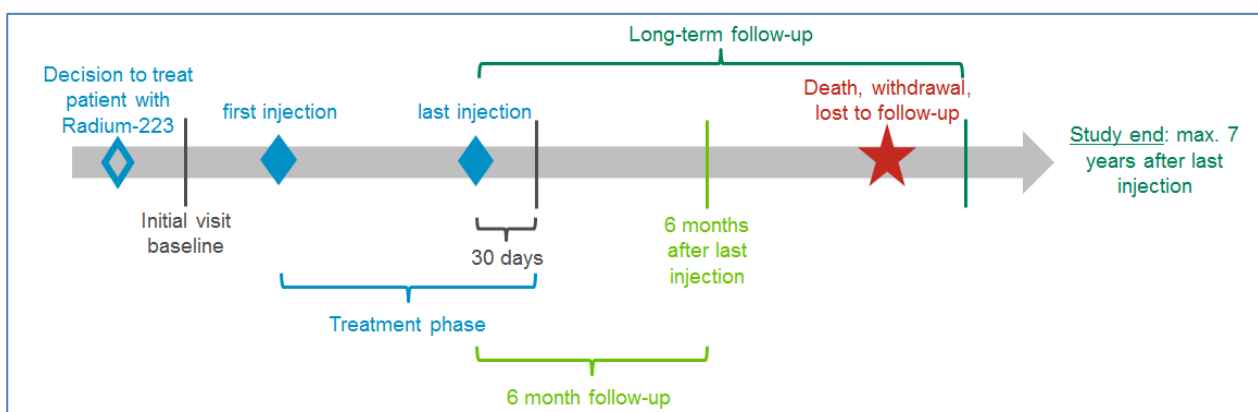 Long-term follow-up
Decision to treat
patient with
Radium-223
first injection
last injection
Death, withdrawal,
lost to follow-up
Study end: max. 7
years after last
injection
Initial visit
baseline
30 days
6 months
after last
injection
Treatment phase
6 month follow-up